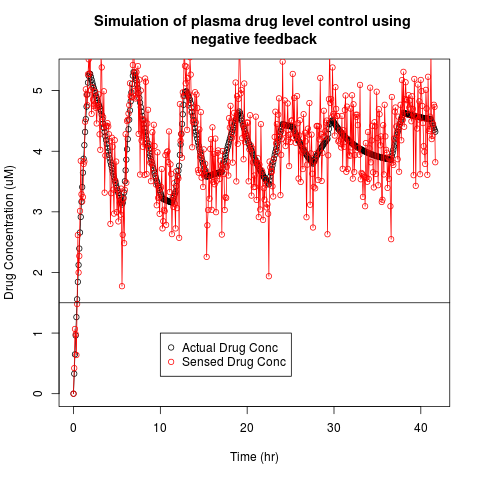 Simulation of plasma drug level control using
negative feedback
Drug Concentration (uM)
5
4
3
2
1
0
Actual Drug Conc
Sensed Drug Conc
0 10 20 30 40
Time (hr)